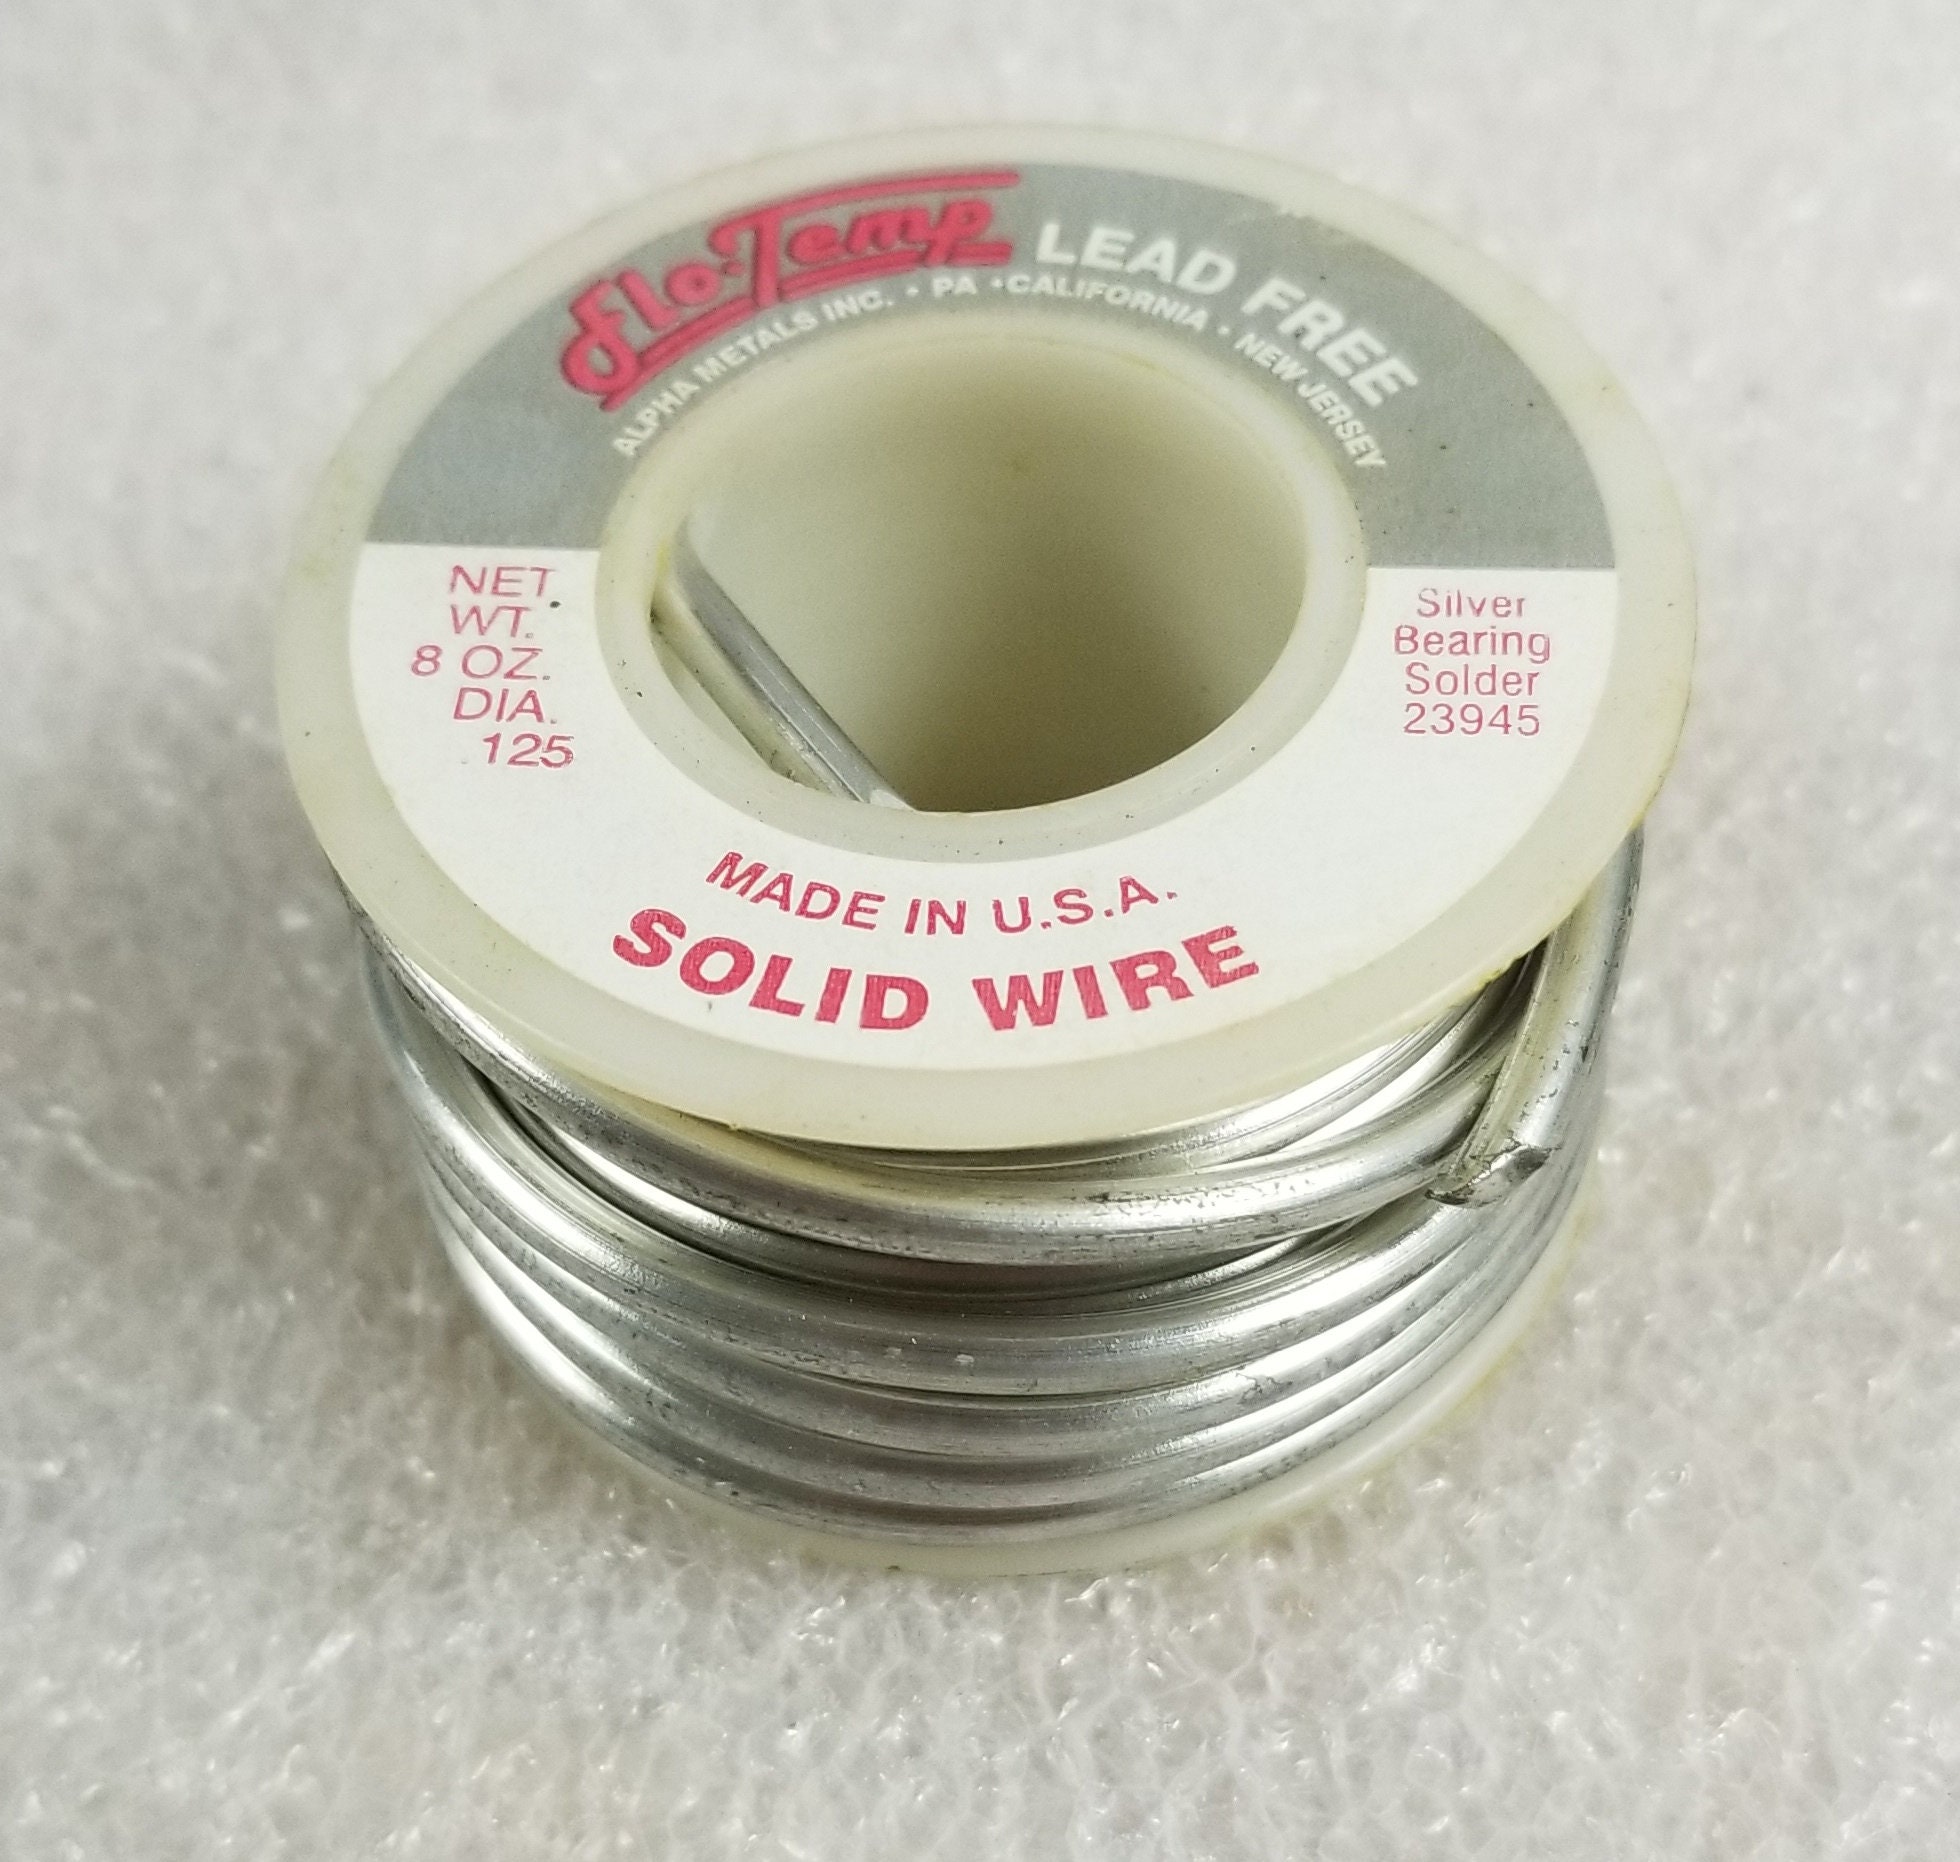 Flo-Temp LEAD FREE
ALPHA METALS INC. • PA • CALIFORNIA • NEW JERSEY
NET
WT.
8 OZ.
DIA.
.125
Silver
Bearing
Solder
23945
MADE IN U.S.A.
SOLID WIRE